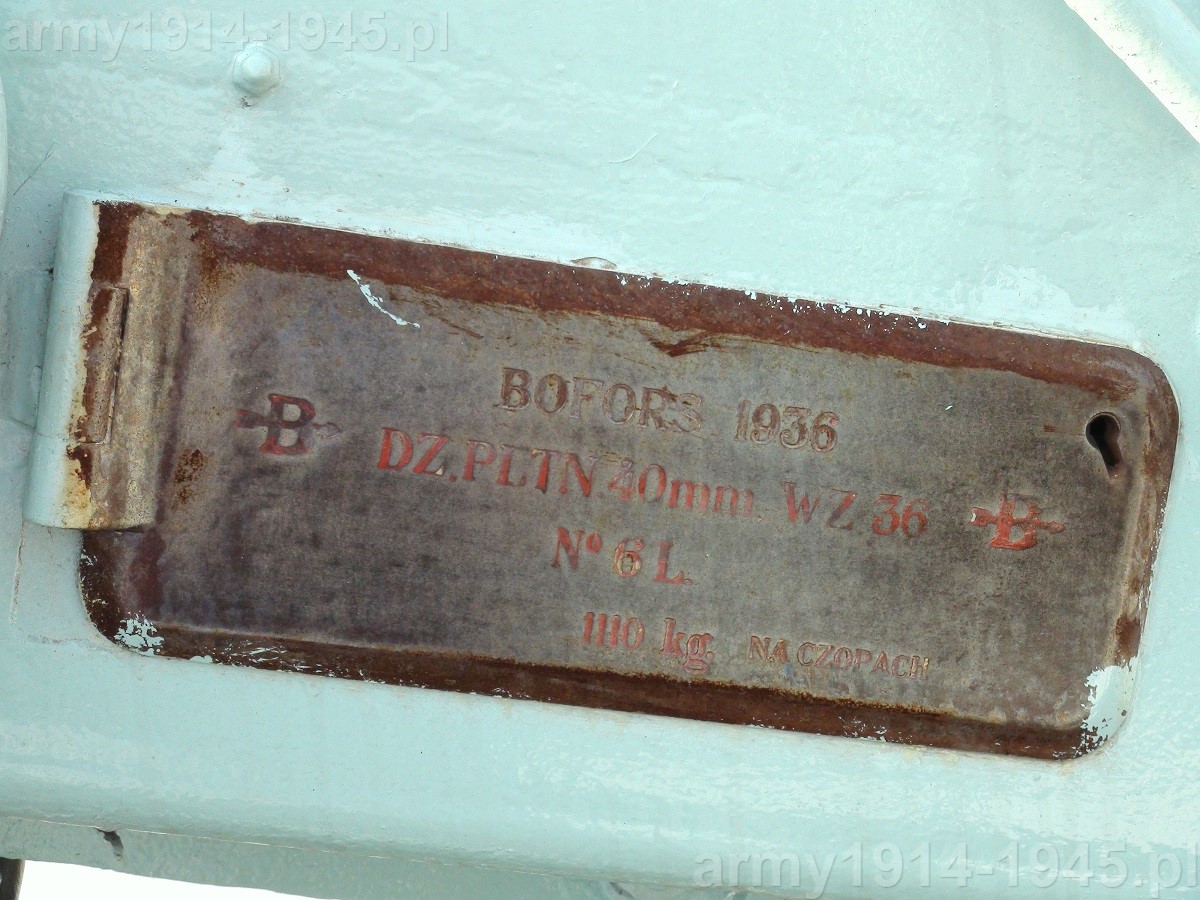 army1914-1945.pl
BOFORS 1936
B
DZ.PLTN.40mm. WZ.36
B
Nº 6 L.
1110 kg. NA CZOPACH
army1914-1945.pl